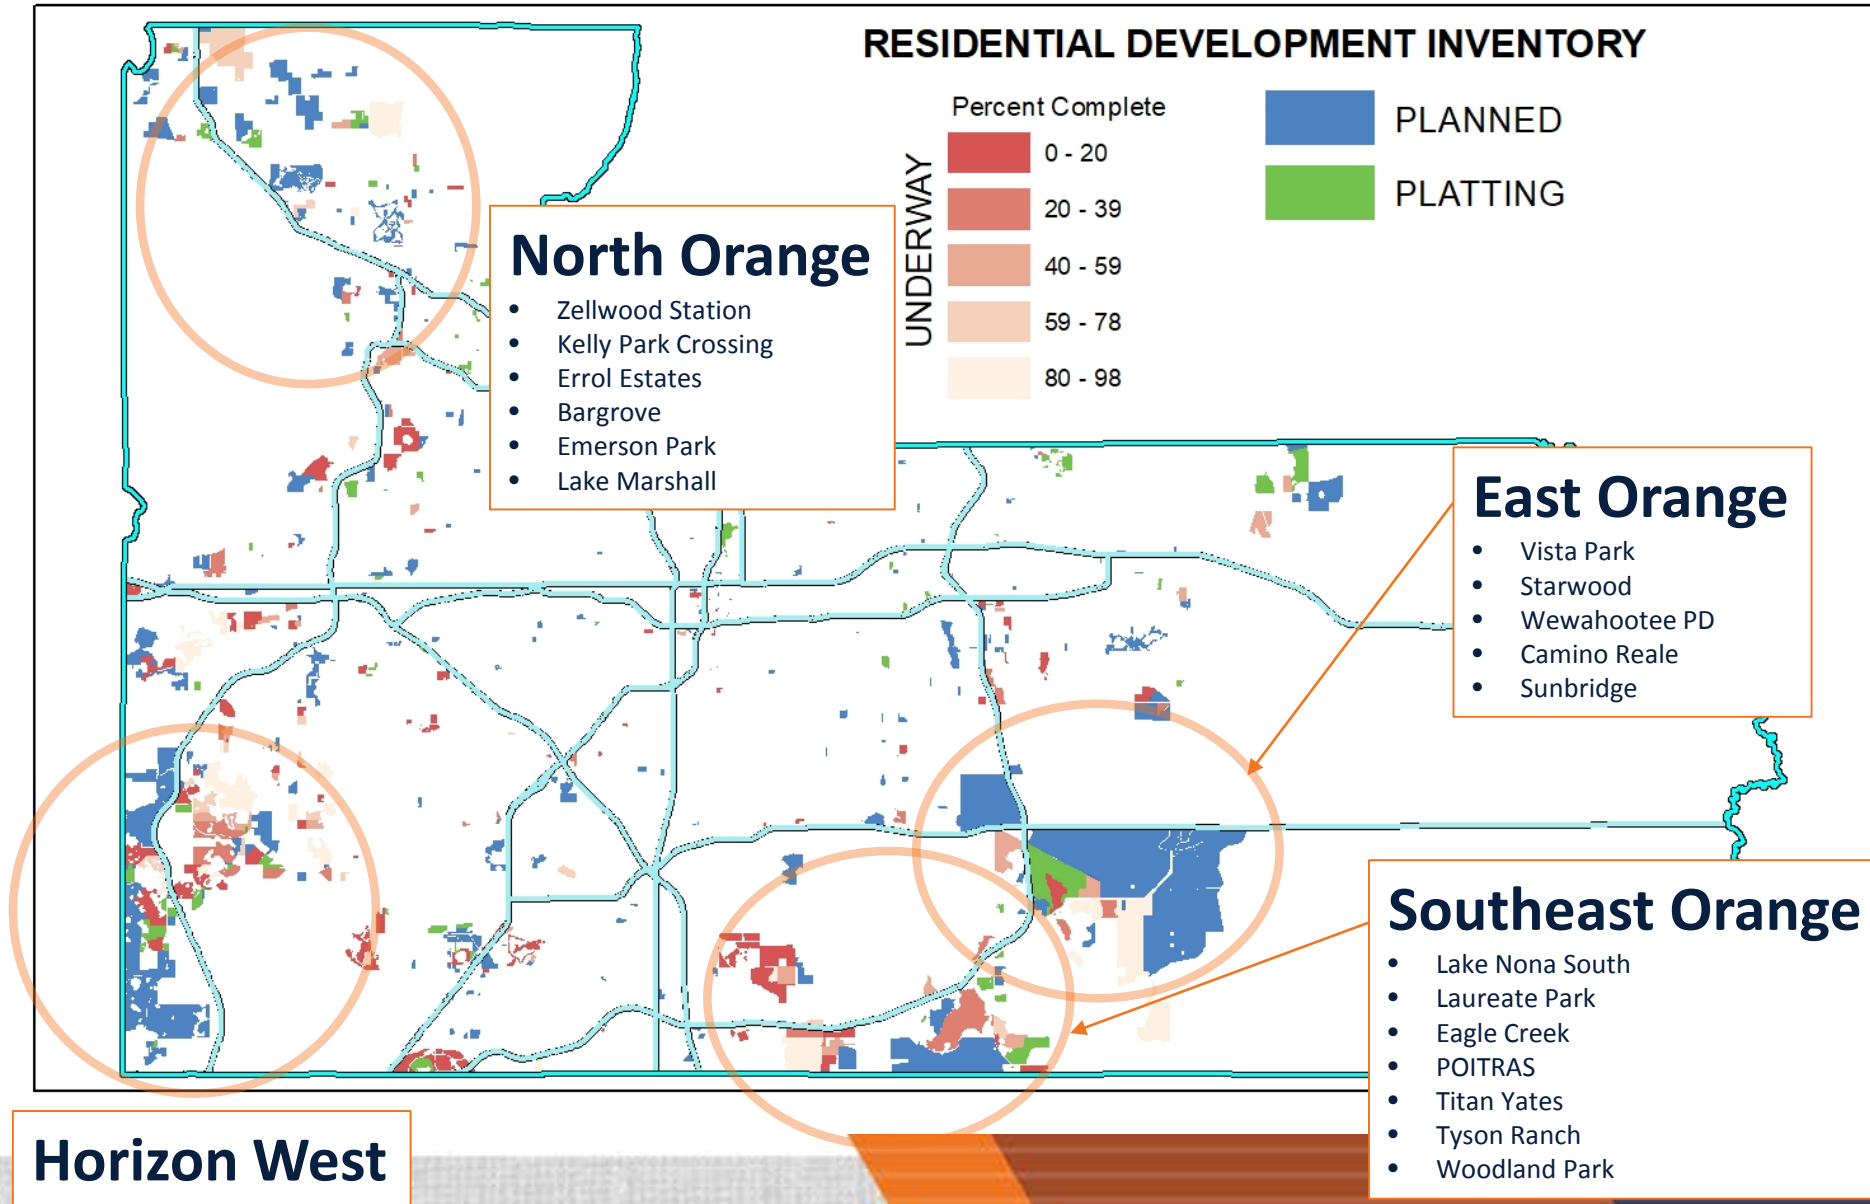 RESIDENTIAL DEVELOPMENT INVENTORY
Percent Complete
UNDERWAY
0 - 20
20 - 39
40 - 59
59 - 78
80 - 98
PLANNED
PLATTING
North Orange
• Zellwood Station
• Kelly Park Crossing
• Errol Estates
• Bargrove
• Emerson Park
• Lake Marshall
East Orange
• Vista Park
• Starwood
• Wewahootee PD
• Camino Reale
• Sunbridge
Southeast Orange
• Lake Nona South
• Laureate Park
• Eagle Creek
• POITRAS
• Titan Yates
• Tyson Ranch
• Woodland Park
Horizon West